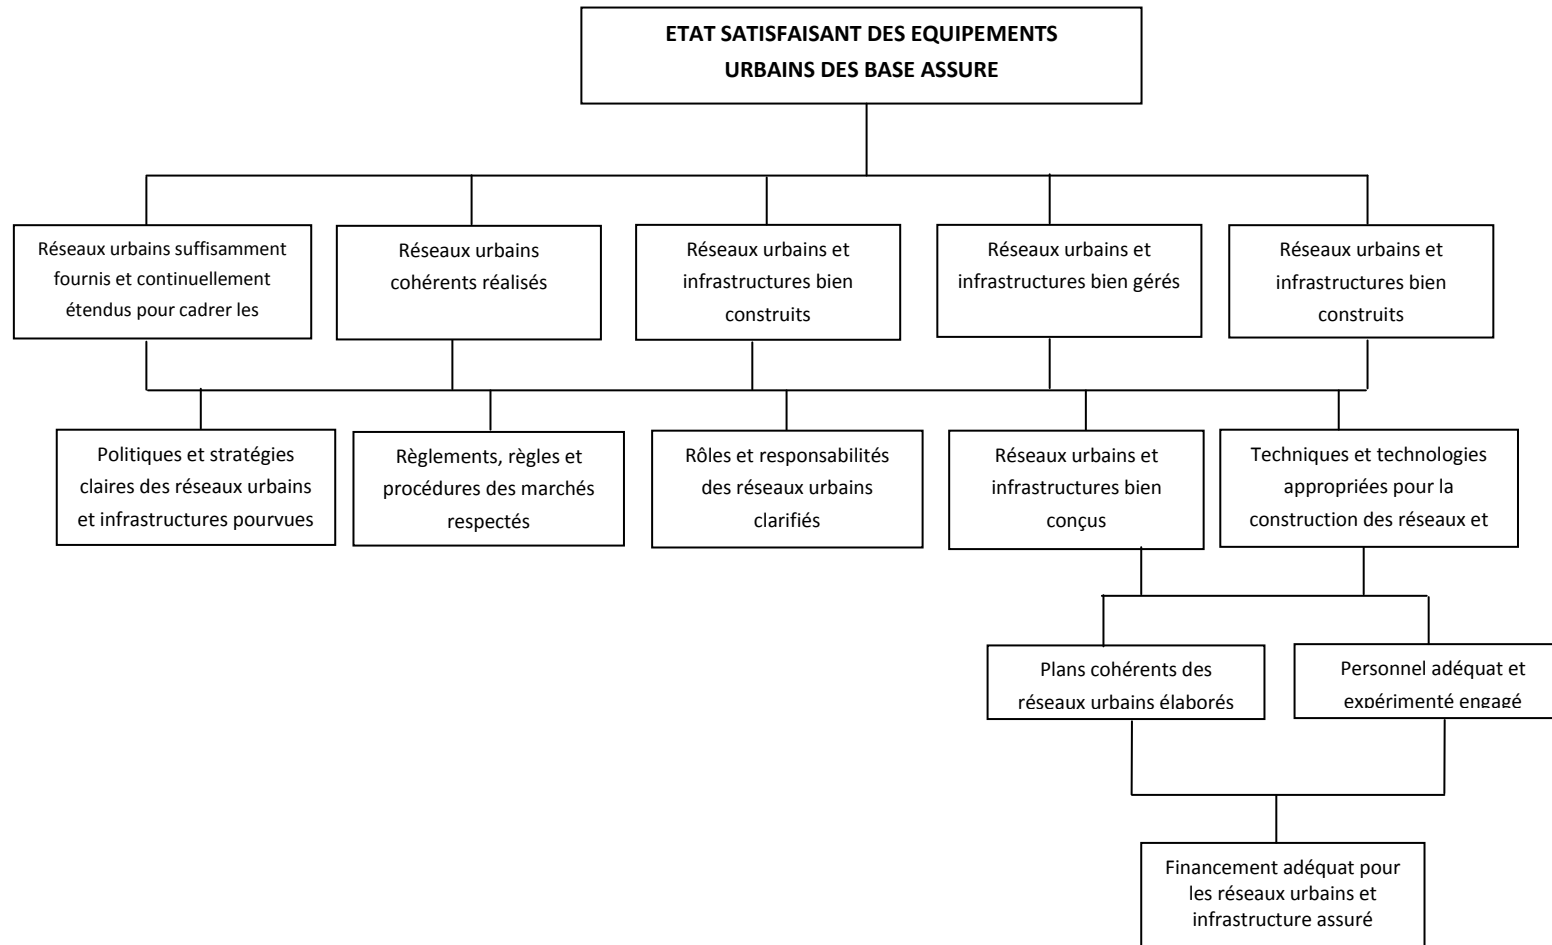 ETAT SATISFAISANT DES EQUIPEMENTS
URBAINS DES BASE ASSURE
Réseaux urbains suffisamment
fournis et continuellement
étendus pour cadrer les
Réseaux urbains
cohérents réalisés
Réseaux urbains et
infrastructures bien
construits
Réseaux urbains et
infrastructures bien gérés
Réseaux urbains et
infrastructures bien
construits
Politiques et stratégies
claires des réseaux urbains
et infrastructures pourvues
Règlements, règles et
procédures des marchés
respectés
Rôles et responsabilités
des réseaux urbains
clarifiés
Réseaux urbains et
infrastructures bien
conçus
Techniques et technologies
appropriées pour la
construction des réseaux et
Plans cohérents des
réseaux urbains élaborés
Personnel adéquat et
expérimenté engagé
Financement adéquat pour
les réseaux urbains et
infrastructure assuré